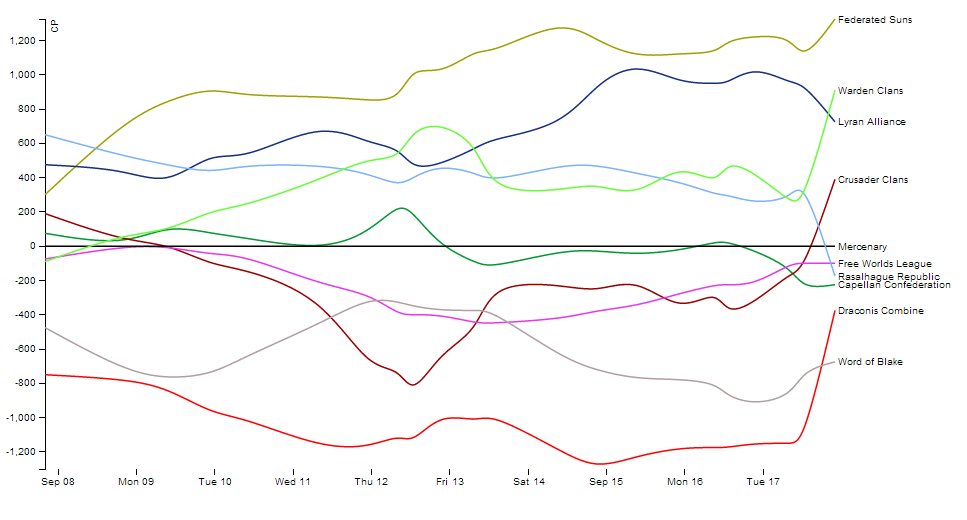 CP
1,200
1,000
800
600
400
200
0
-200
-400
-600
-800
-1,000
-1,200
Sep 08
Mon 09
Tue 10
Wed 11
Thu 12
Fri 13
Sat 14
Sep 15
Mon 16
Tue 17
Federated Suns
Warden Clans
Lyran Alliance
Crusader Clans
Mercenary
Free Worlds League
Rasalhague Republic
Capellan Confederation
Draconis Combine
Word of Blake